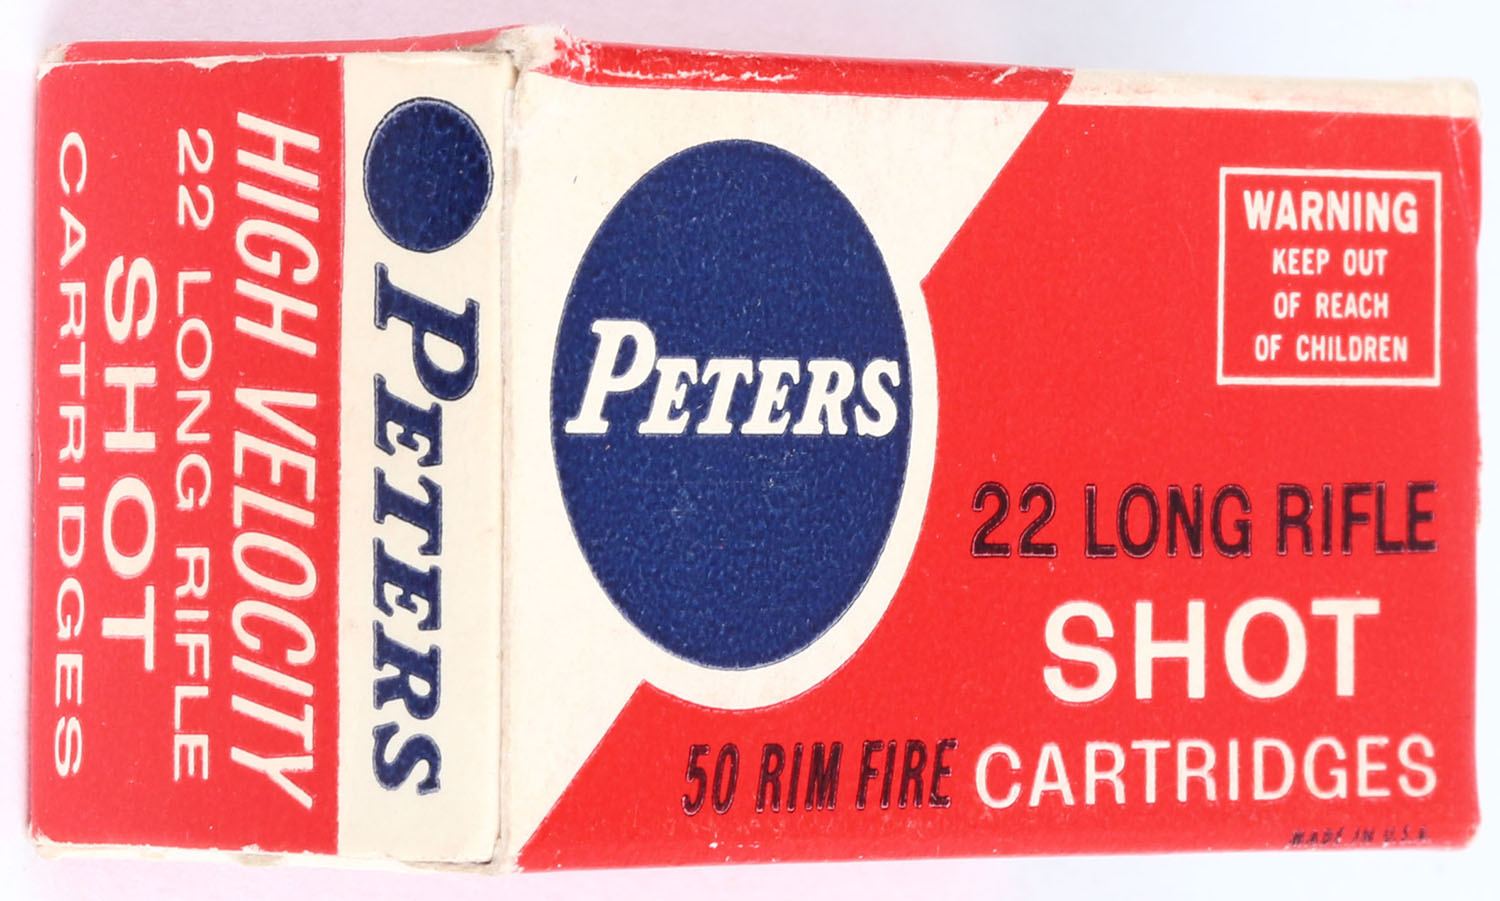 PETERS
HIGH VELOCITY
22 LONG RIFLE
SHOT
CARTRIDGES
PETERS
WARNING
KEEP OUT
OF REACH
OF CHILDREN
22 LONG RIFLE
SHOT
50 RIM FIRE CARTRIDGES
MADE IN U.S.A.